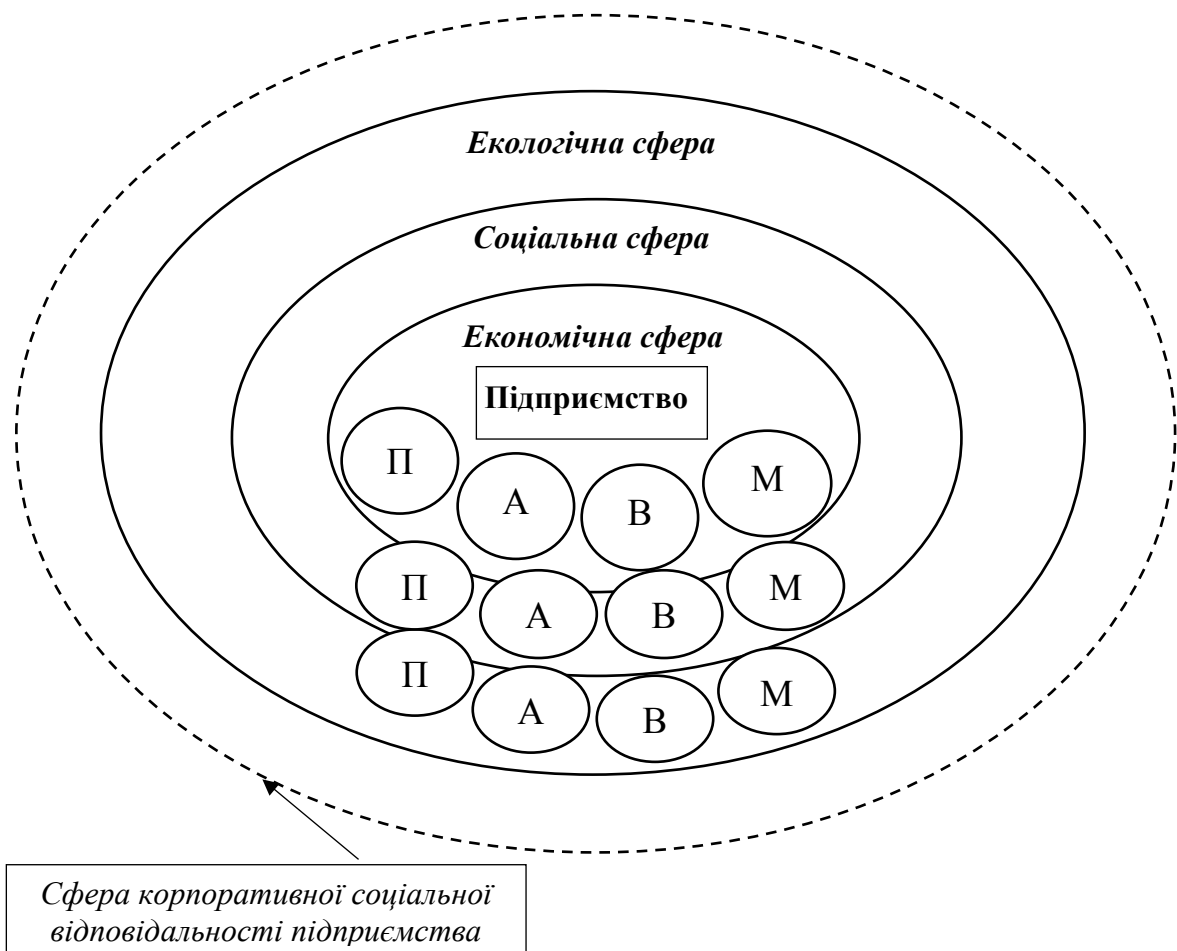 Екологічна сфера
Соціальна сфера
Економічна сфера
Підприємство
П А В М
П А В М
П А В М
Сфера корпоративної соціальної
відповідальності підприємства